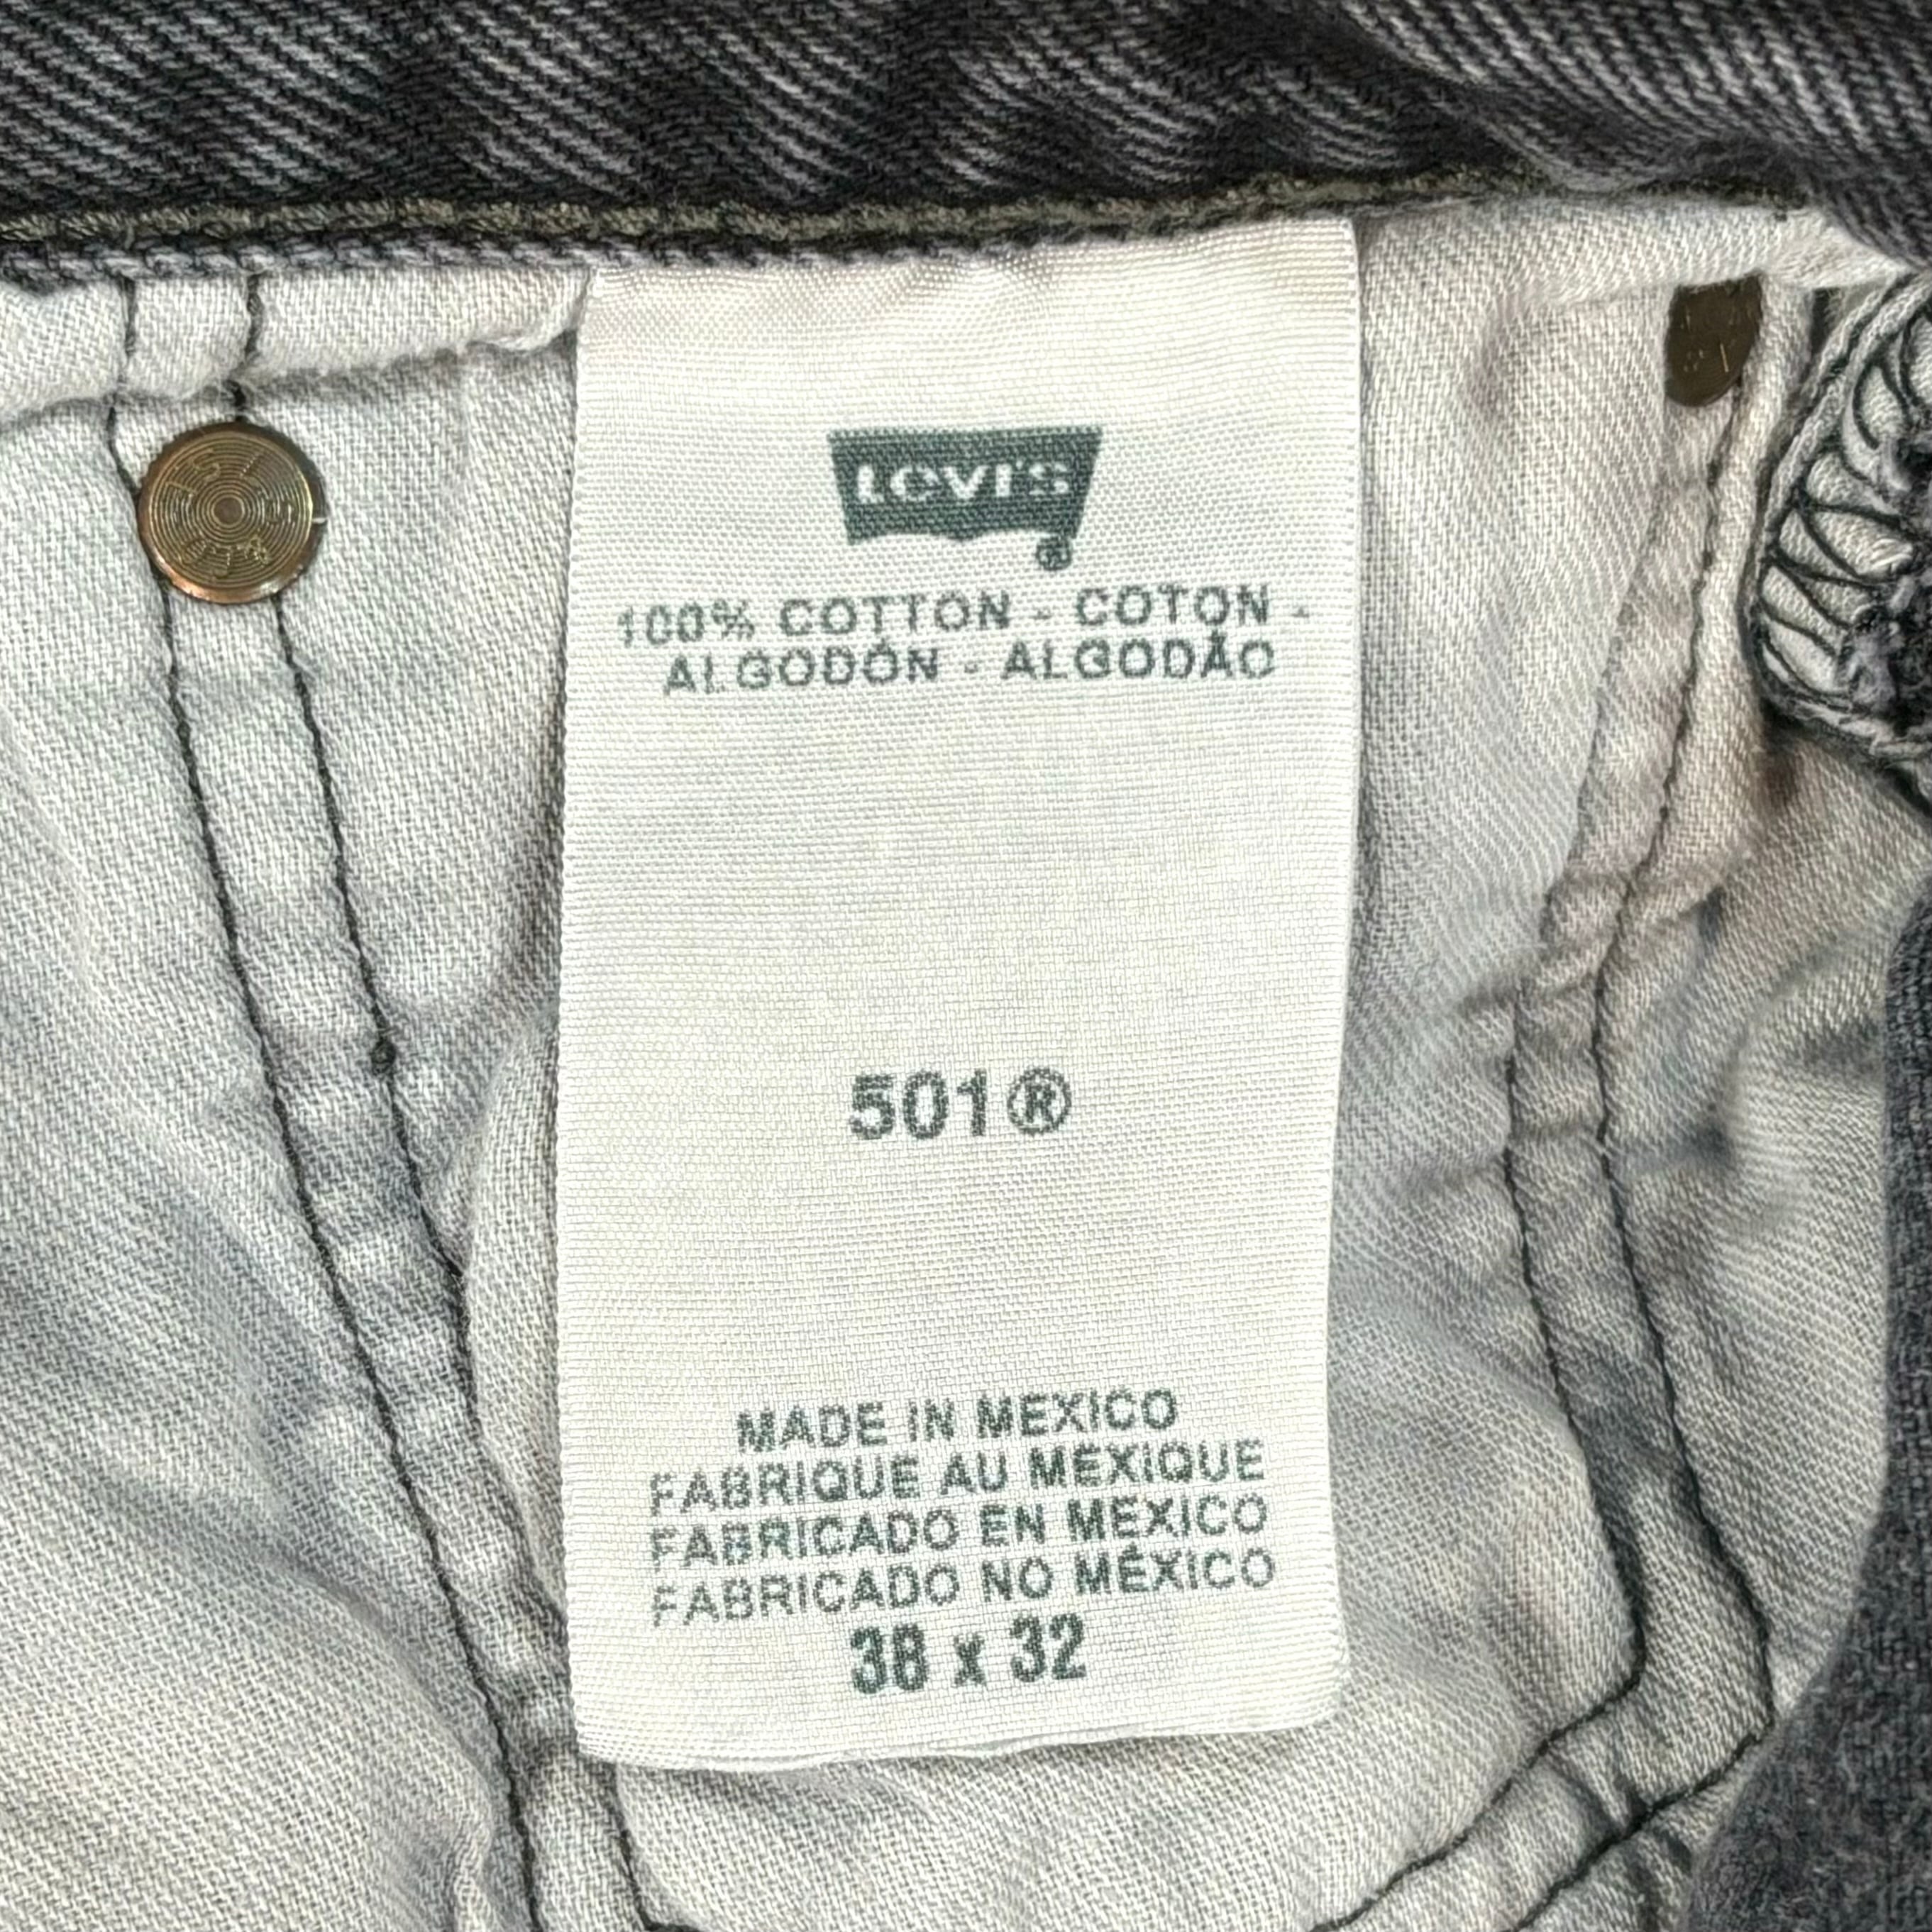 Levi's
®
100% COTTON - COTON -
ALGODÓN - ALGODÃO
501®
MADE IN MEXICO
FABRIQUE AU MEXIQUE
FABRICADO EN MEXICO
FABRICADO NO MÉXICO
38 x 32